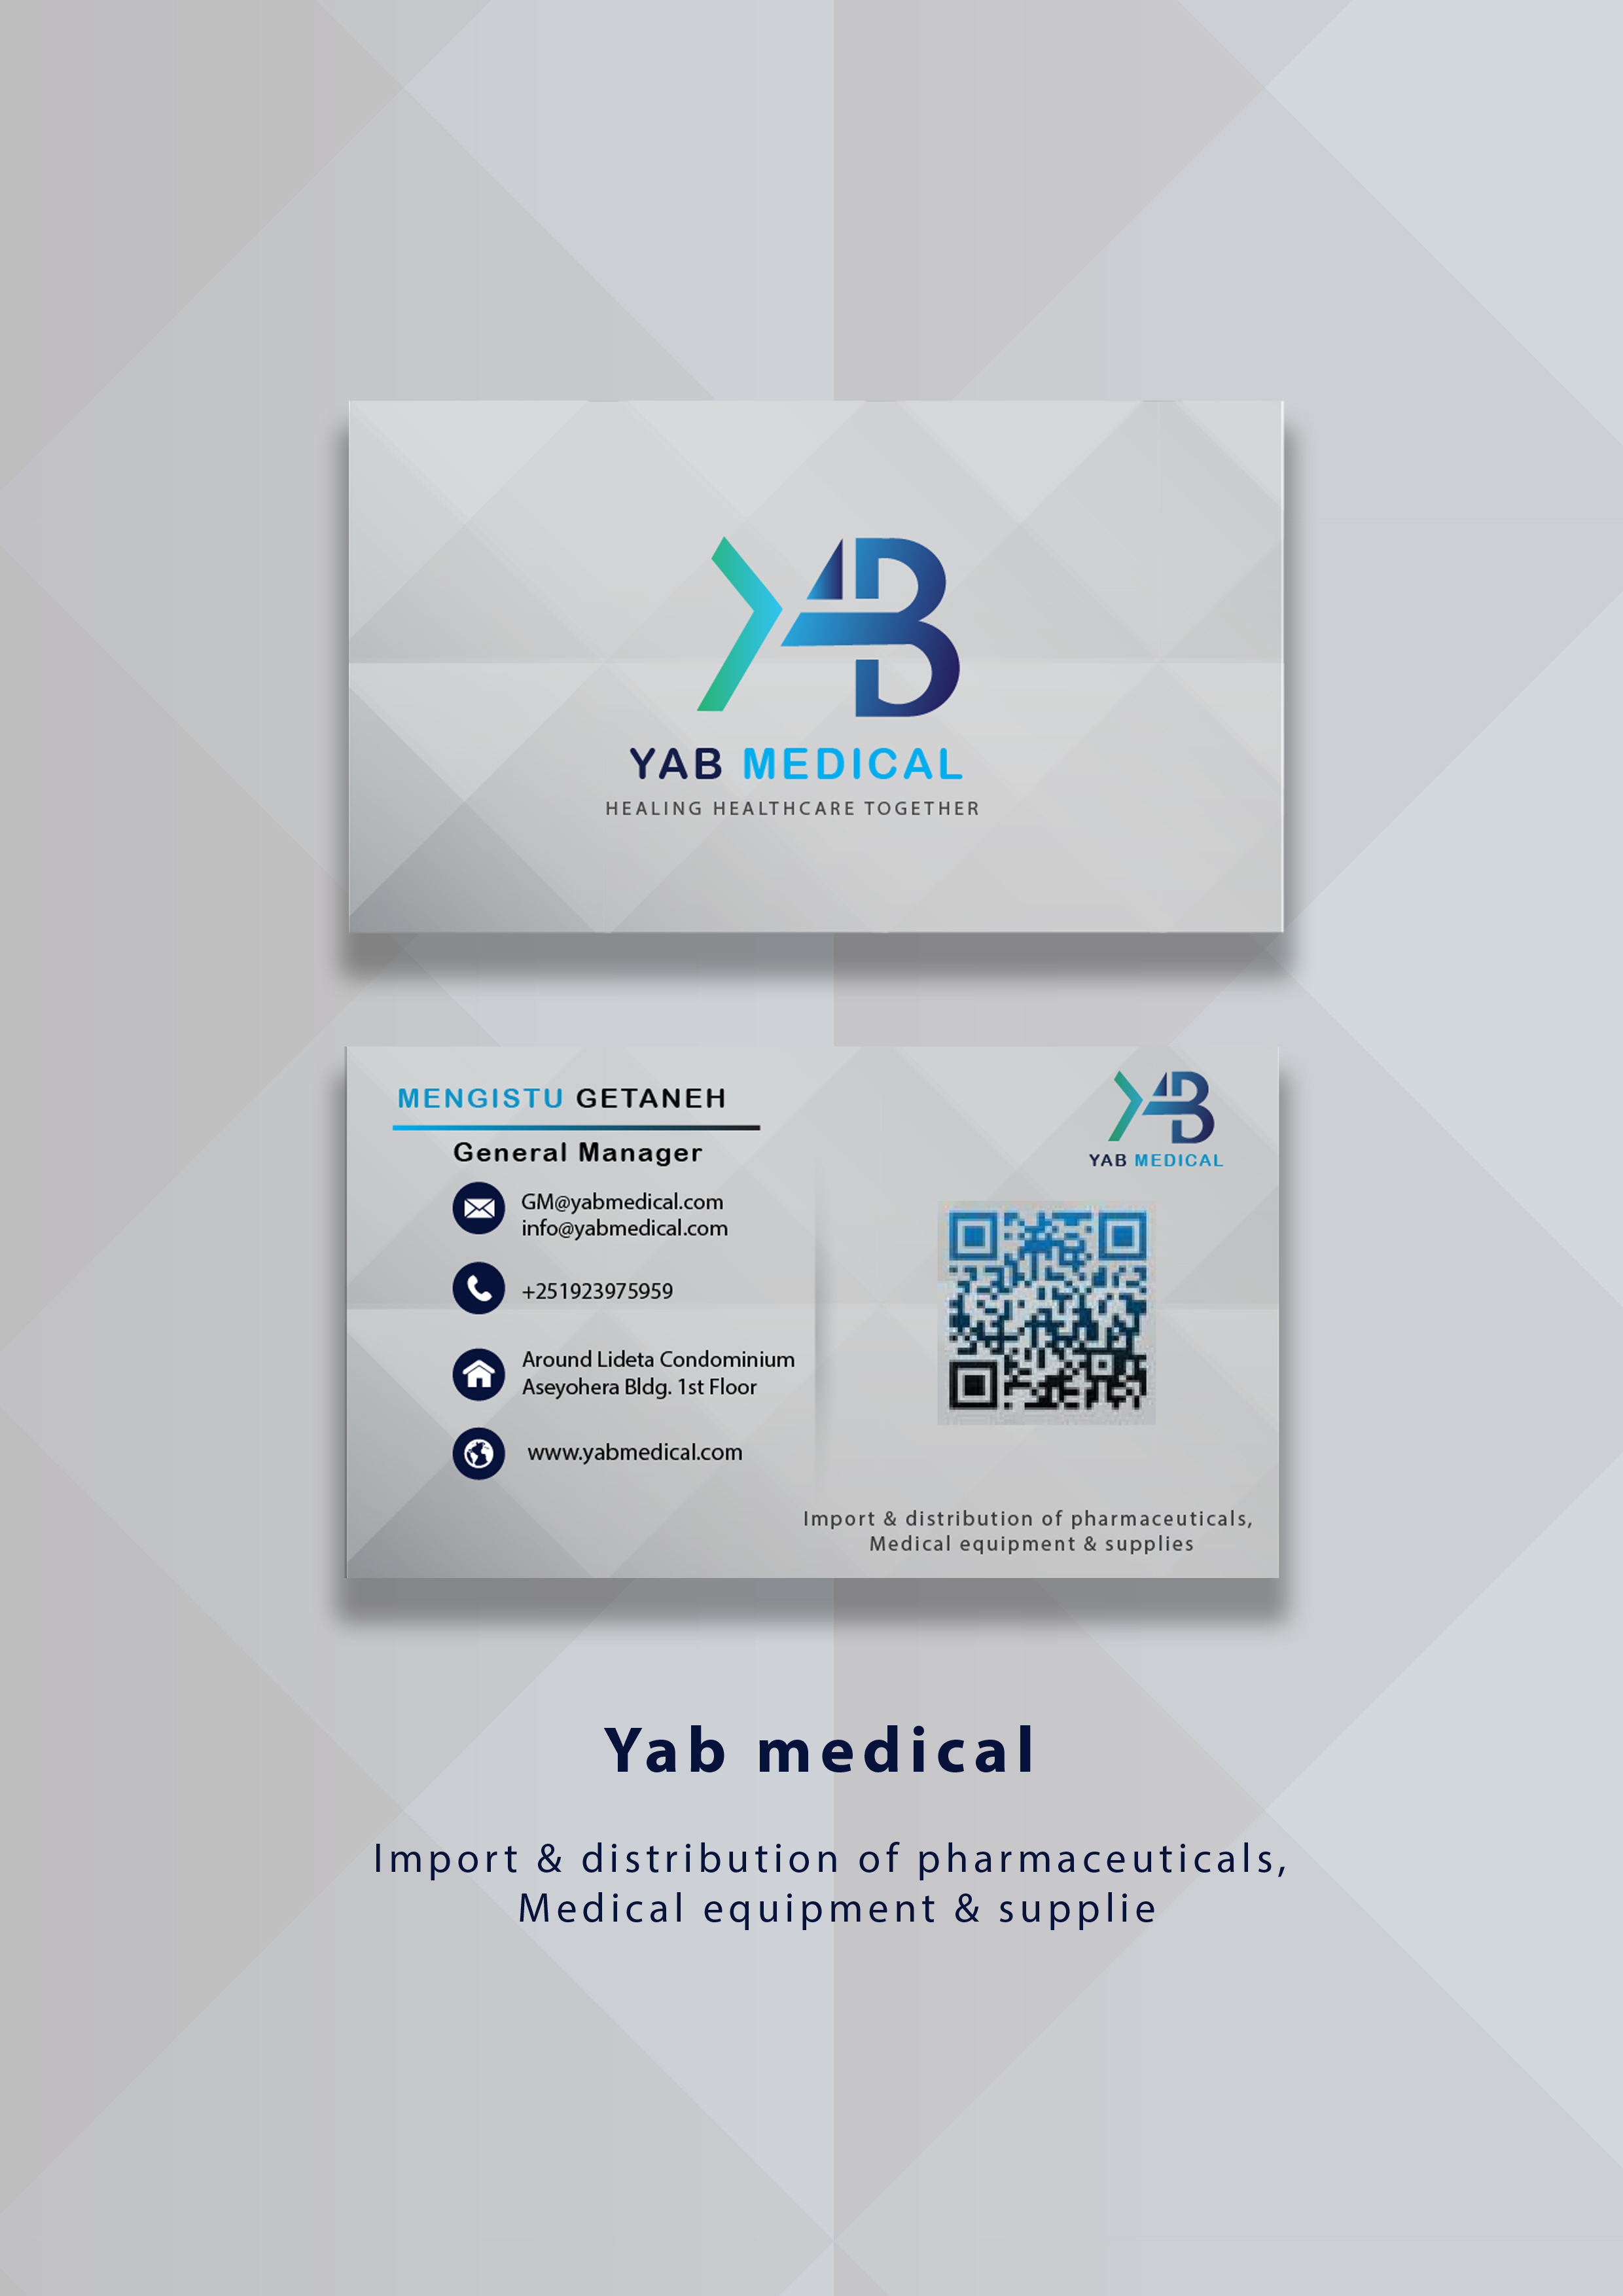 YAB
YAB MEDICAL
HEALING HEALTHCARE TOGETHER
MENGISTU GETANEH
General Manager
GM@yabmedical.com
info@yabmedical.com
+251923975959
Around Lideta Condominium
Aseyohera Bldg. 1st Floor
www.yabmedical.com
YAB
YAB MEDICAL
Import & distribution of pharmaceuticals,
Medical equipment & supplies
Yab medical
Import & distribution of pharmaceuticals,
Medical equipment & supplie